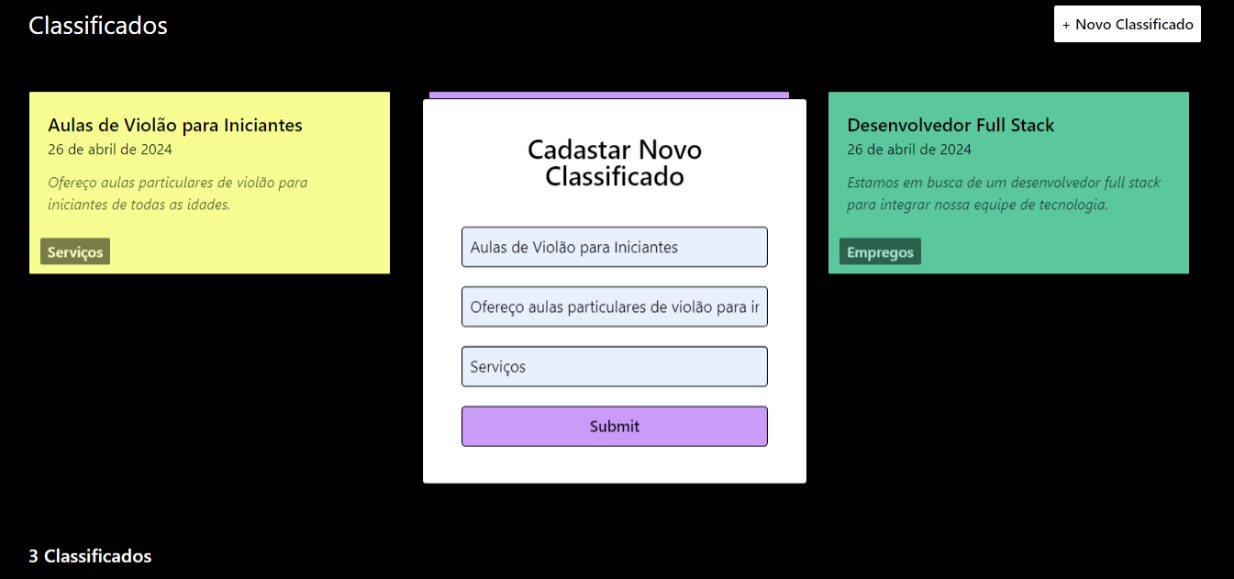 Classificados
+ Novo Classificado
Aulas de Violão para Iniciantes
26 de abril de 2024
Ofereço aulas particulares de violão para
iniciantes de todas as idades.
Serviços
Cadastar Novo
Classificado
Aulas de Violão para Iniciantes
Ofereço aulas particulares de violão para ir
Serviços
Submit
Desenvolvedor Full Stack
26 de abril de 2024
Estamos em busca de um desenvolvedor full stack
para integrar nossa equipe de tecnologia.
Empregos
3 Classificados